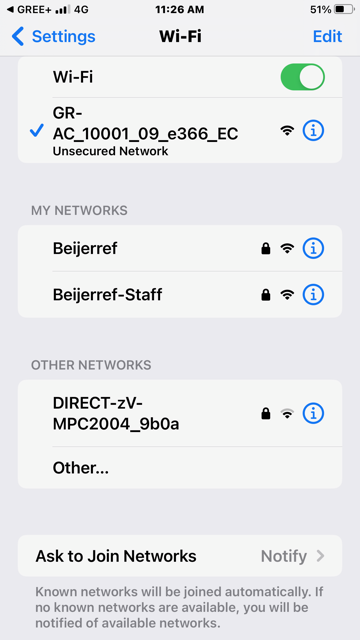 GREE+ 4G 11:26 AM 51%
Settings Wi-Fi Edit
Wi-Fi
GR-
AC_10001_09_e366_EC
Unsecured Network
MY NETWORKS
Beijerref
Beijerref-Staff
OTHER NETWORKS
DIRECT-zV-
MPC2004_9b0a
Other...
Ask to Join Networks Notify
Known networks will be joined automatically. If
no known networks are available, you will be
notified of available networks.